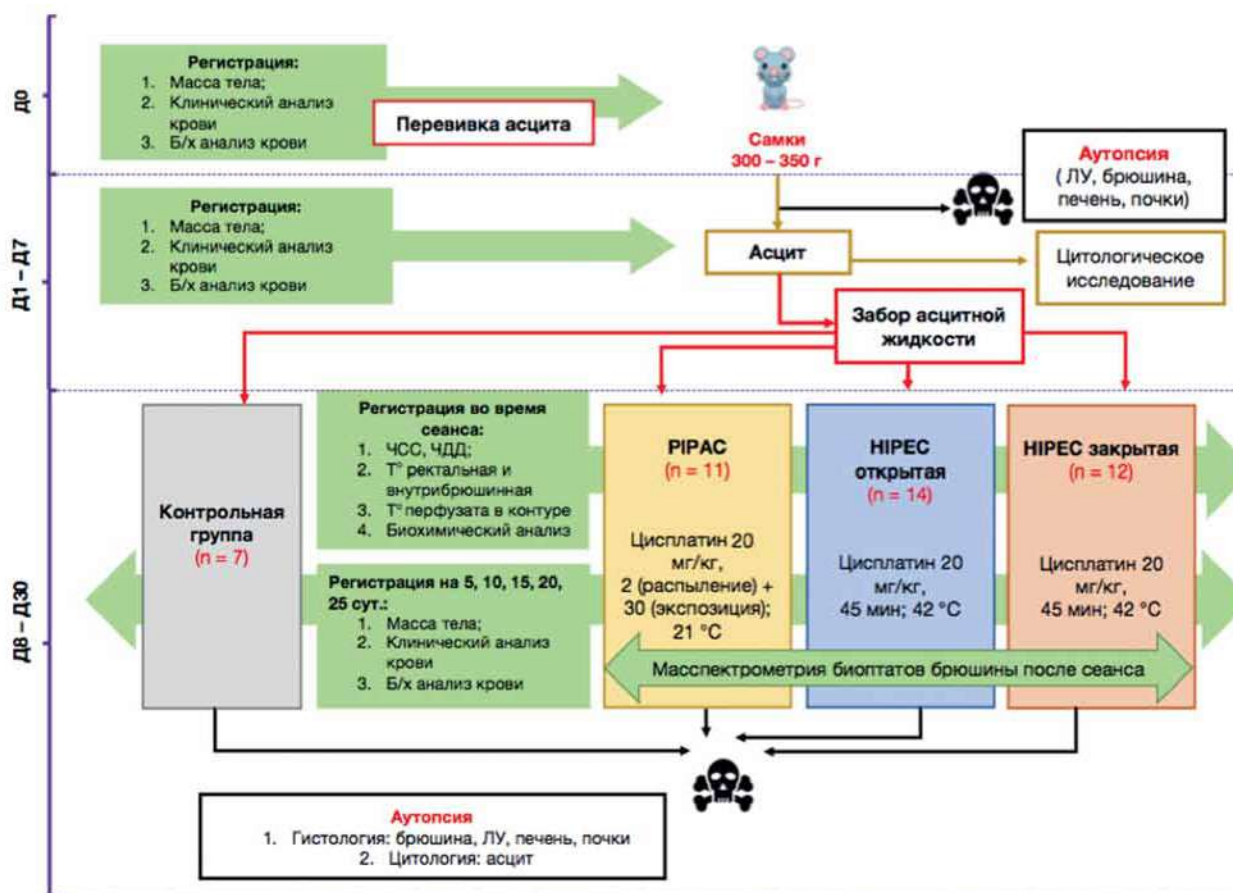 Д0
Регистрация:
1. Масса тела;
2. Клинический анализ
крови
3. Б/х анализ крови
Перевивка асцита
Самки
300 – 350 г
Аутопсия
( ЛУ, брюшина,
печень, почки)
Д1 – Д7
Регистрация:
1. Масса тела;
2. Клинический анализ
крови
3. Б/х анализ крови
Асцит
Цитологическое
исследование
Забор асцитной
жидкости
Д8 – Д30
Контрольная
группа
(n = 7)
Регистрация во время
сеанса:
1. ЧСС, ЧДД;
2. Т° ректальная и
внутрибрюшинная
3. Т° перфузата в контуре
4. Биохимический анализ
Регистрация на 5, 10, 15, 20,
25 сут.:
1. Масса тела;
2. Клинический анализ
крови
3. Б/х анализ крови
PIPAC
(n = 11)
Цисплатин 20
мг/кг,
2 (распыление) +
30 (экспозиция);
21 °C
HIPEC
открытая
(n = 14)
Цисплатин 20
мг/кг,
45 мин; 42 °C
HIPEC закрытая
(n = 12)
Цисплатин 20
мг/кг,
45 мин; 42 °C
Масспектрометрия биоптатов брюшины после сеанса
Аутопсия
1. Гистология: брюшина, ЛУ, печень, почки
2. Цитология: асцит